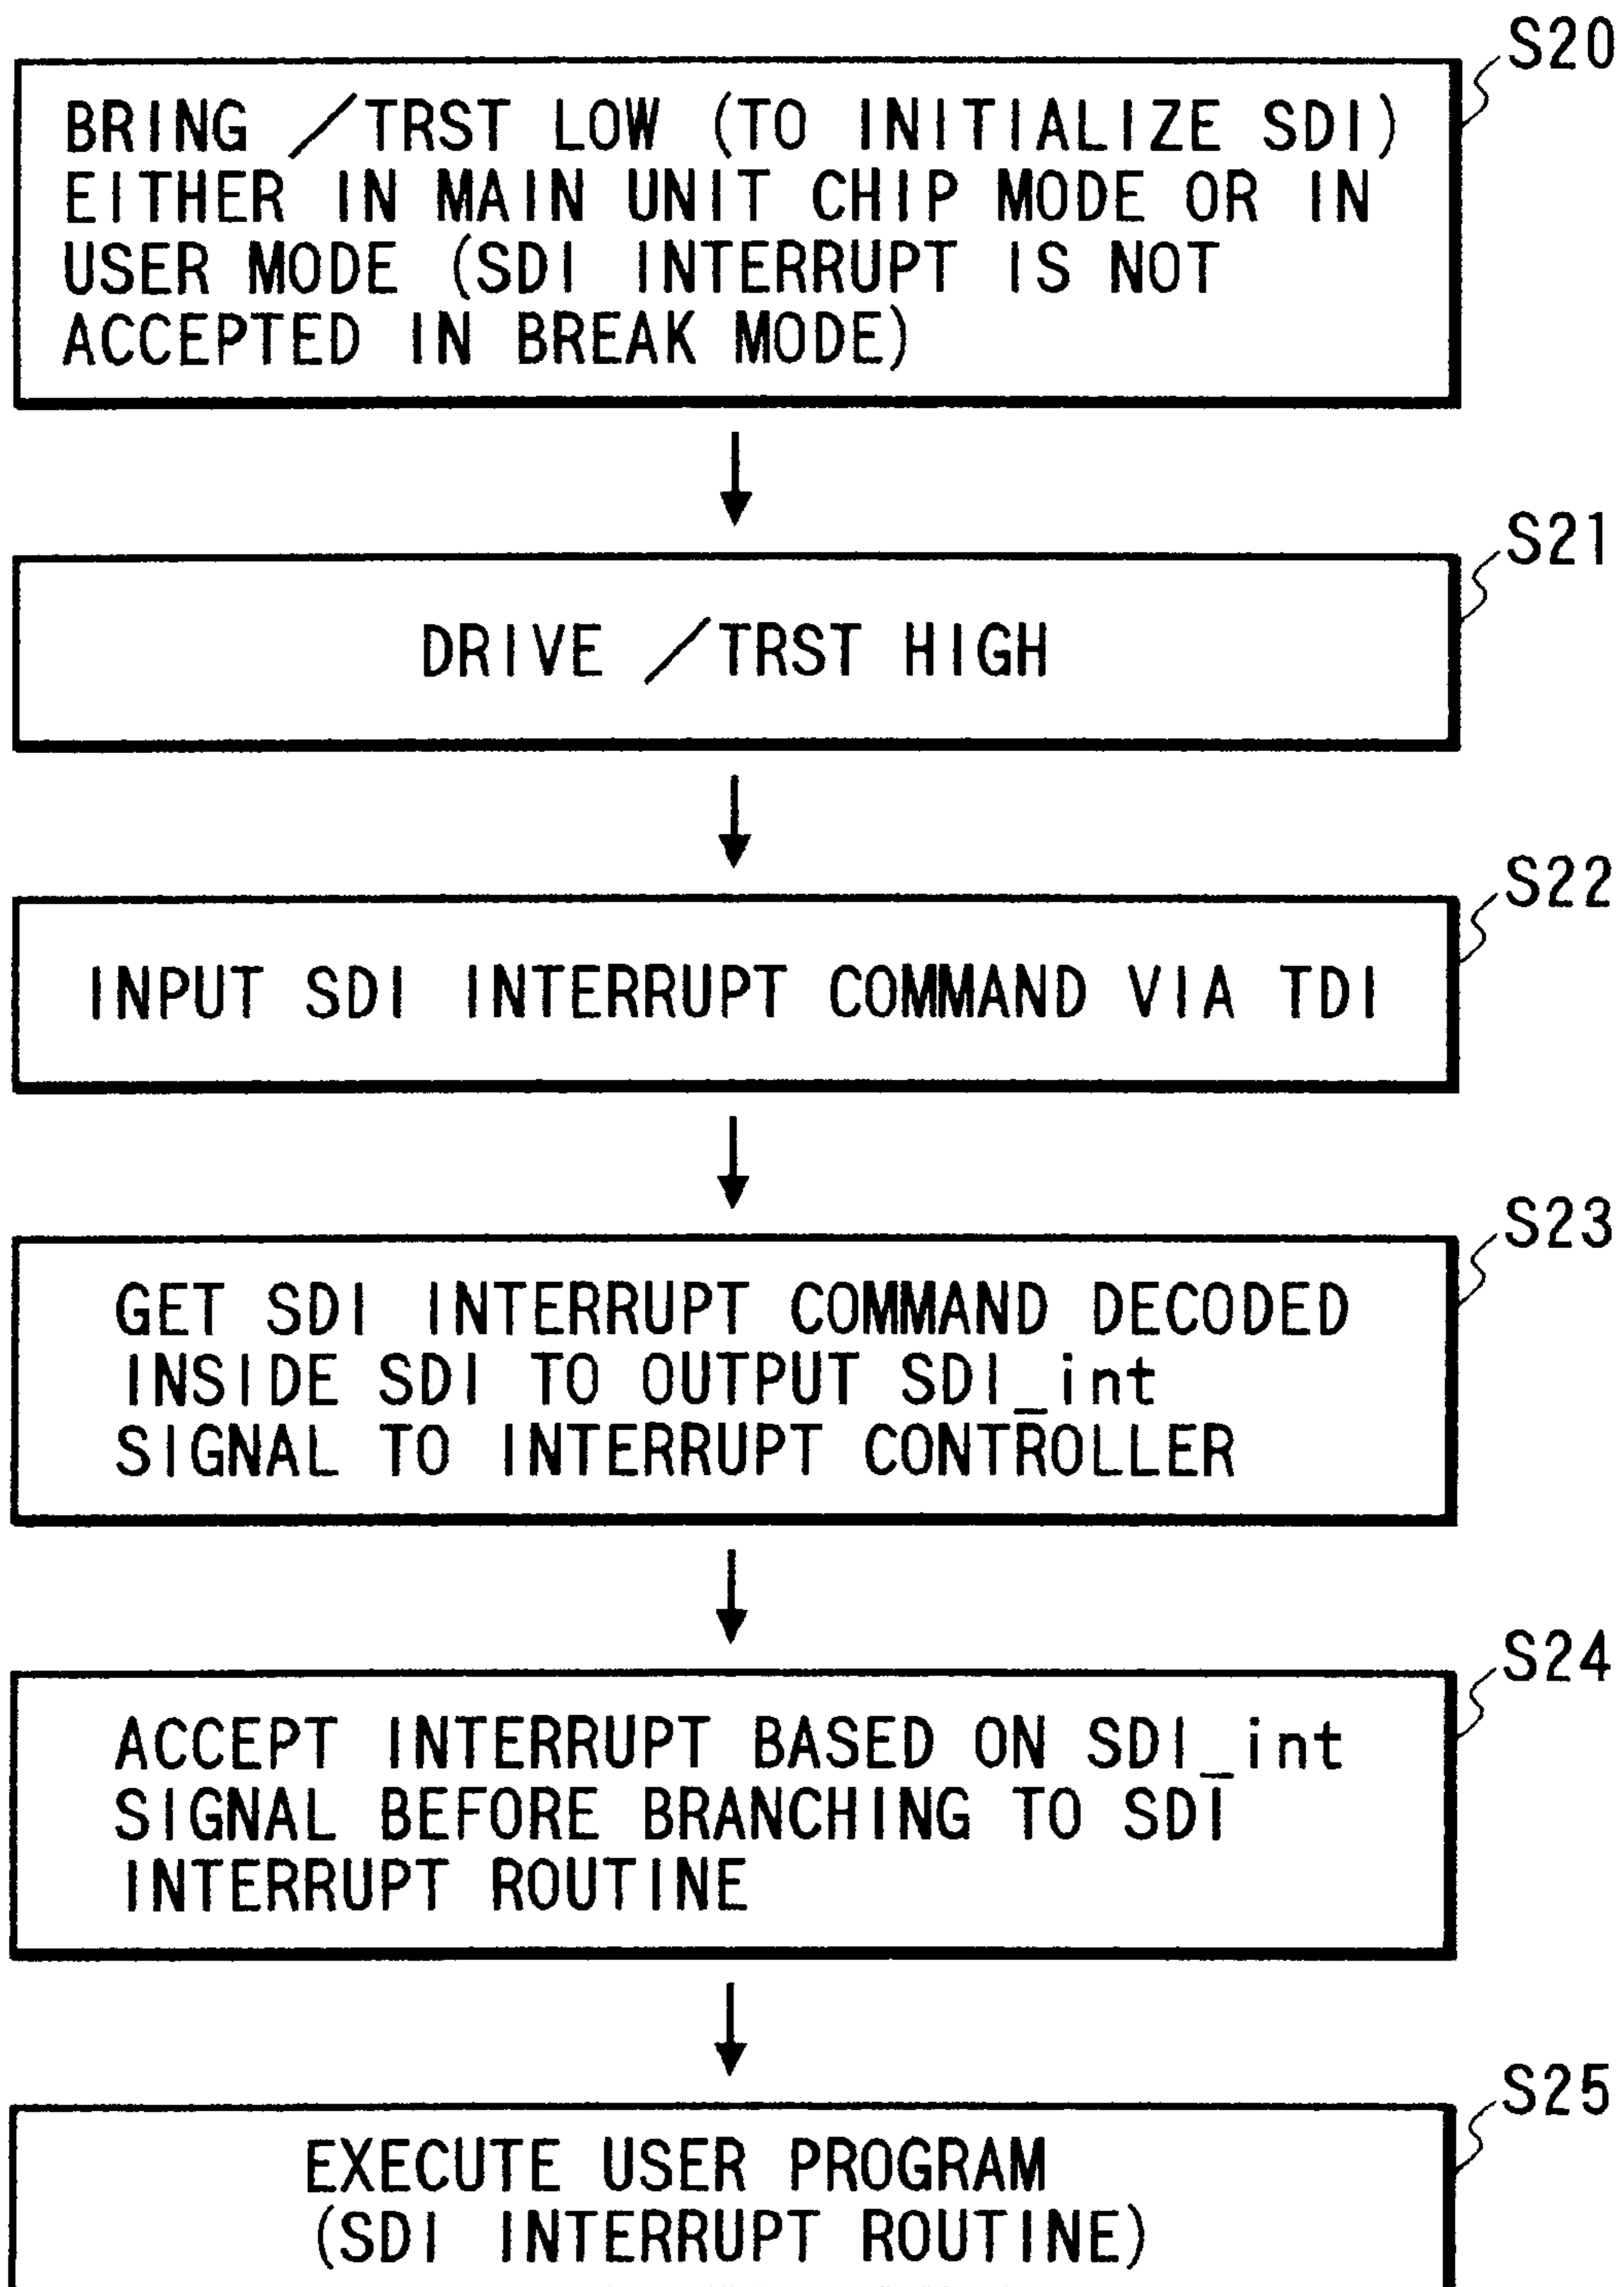 S20
BRING /TRST LOW (TO INITIALIZE SDI)
EITHER IN MAIN UNIT CHIP MODE OR IN
USER MODE (SDI INTERRUPT IS NOT
ACCEPTED IN BREAK MODE)
S21
DRIVE /TRST HIGH
S22
INPUT SDI INTERRUPT COMMAND VIA TDI
S23
GET SDI INTERRUPT COMMAND DECODED
INSIDE SDI TO OUTPUT SDI_int
SIGNAL TO INTERRUPT CONTROLLER
S24
ACCEPT INTERRUPT BASED ON SDI_int
SIGNAL BEFORE BRANCHING TO SDI
INTERRUPT ROUTINE
S25
EXECUTE USER PROGRAM
(SDI INTERRUPT ROUTINE)